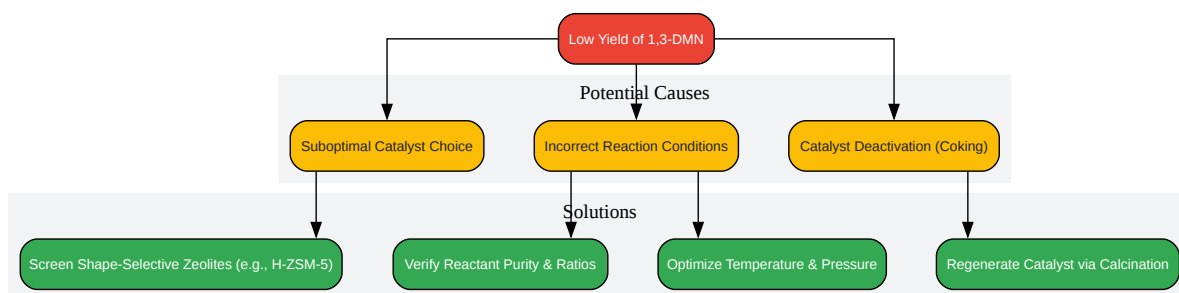 Low Yield of 1,3-DMN
Potential Causes
Suboptimal Catalyst Choice
Incorrect Reaction Conditions
Catalyst Deactivation (Coking)
Solutions
Screen Shape-Selective Zeolites (e.g., H-ZSM-5)
Verify Reactant Purity & Ratios
Optimize Temperature & Pressure
Regenerate Catalyst via Calcination